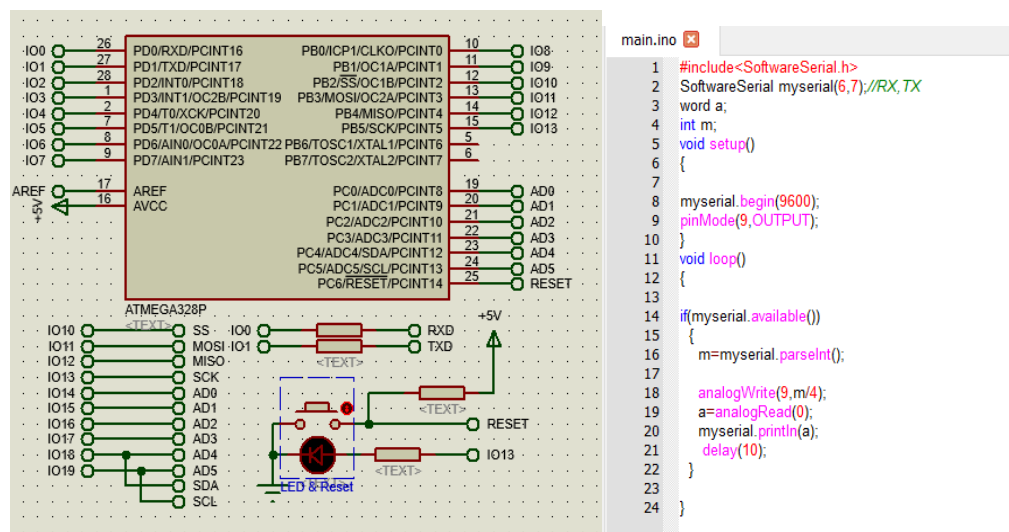 IO0 26 PD0/RXD/PCINT16 PB0/ICP1/CLKO/PCINT0 10 IO8
IO1 27 PD1/TXD/PCINT17 PB1/OC1A/PCINT1 11 IO9
IO2 28 PD2/INT0/PCINT18 PB2/SS/OC1B/PCINT2 12 IO10
IO3 1 PD3/INT1/OC2B/PCINT19 PB3/MOSI/OC2A/PCINT3 13 IO11
IO4 2 PD4/T0/XCK/PCINT20 PB4/MISO/PCINT4 14 IO12
IO5 7 PD5/T1/OC0B/PCINT21 PB5/SCK/PCINT5 15 IO13
IO6 8 PD6/AIN0/OC0A/PCINT22 PB6/TOSC1/XTAL1/PCINT6 5
IO7 9 PD7/AIN1/PCINT23 PB7/TOSC2/XTAL2/PCINT7 6
AREF 17 AREF PC0/ADC0/PCINT8 19 AD0
+5V 16 AVCC PC1/ADC1/PCINT9 20 AD1
PC2/ADC2/PCINT10 21 AD2
PC3/ADC3/PCINT11 22 AD3
PC4/ADC4/SDA/PCINT12 23 AD4
PC5/ADC5/SCL/PCINT13 24 AD5
PC6/RESET/PCINT14 25 RESET
ATMEGA328P
<TEXT>
+5V
IO10 SS IO0 RXD
IO11 MOSI IO1 TXD
IO12 MISO <TEXT>
IO13 SCK
IO14 AD0
IO15 AD1 <TEXT>
IO16 AD2 RESET
IO17 AD3
IO18 AD4 IO13
IO19 AD5 <TEXT>
SDA LED & Reset
SCL
main.ino
1 #include<SoftwareSerial.h>
2 SoftwareSerial myserial(6,7);//RX,TX
3 word a;
4 int m;
5 void setup()
6 {
7
8 myserial.begin(9600);
9 pinMode(9,OUTPUT);
10 }
11 void loop()
12 {
13
14 if(myserial.available())
15 {
16 m=myserial.parseInt();
17
18 analogWrite(9,m/4);
19 a=analogRead(0);
20 myserial.println(a);
21 delay(10);
22 }
23
24 }